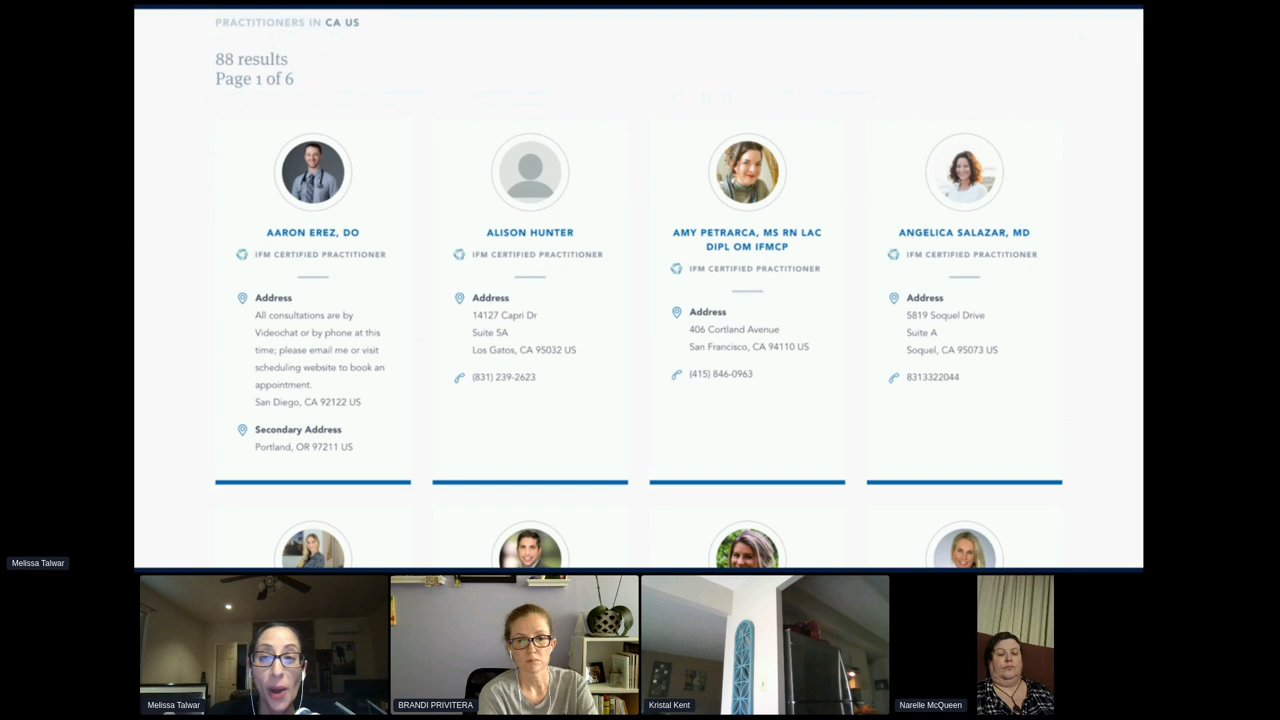 PRACTITIONERS IN CA US
88 results
Page 1 of 6
AARON EREZ, DO
IFM CERTIFIED PRACTITIONER
Address
All consultations are by
Videochat or by phone at this
time; please email me or visit
scheduling website to book an
appointment.
San Diego, CA 92122 US
Secondary Address
Portland, OR 97211 US
ALISON HUNTER
IFM CERTIFIED PRACTITIONER
Address
14127 Capri Dr
Suite 5A
Los Gatos, CA 95032 US
(831) 239-2623
AMY PETRARCA, MS RN LAC
DIPL OM IFMCP
IFM CERTIFIED PRACTITIONER
Address
406 Cortland Avenue
San Francisco, CA 94110 US
(415) 846-0963
ANGELICA SALAZAR, MD
IFM CERTIFIED PRACTITIONER
Address
5819 Soquel Drive
Suite A
Soquel, CA 95073 US
8313322044
Melissa Talwar
Melissa Talwar
BRANDI PRIVITERA
Kristal Kent
Narelle McQueen